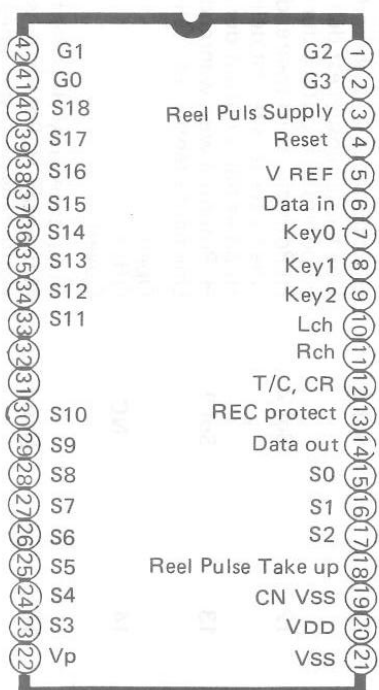 42 G1 G2 1
41 G0 G3 2
40 S18 Reel Puls Supply 3
39 S17 Reset 4
38 S16 V REF 5
37 S15 Data in 6
36 S14 Key0 7
35 S13 Key1 8
34 S12 Key2 9
33 S11 Lch 10
32 Rch 11
31 T/C, CR 12
30 S10 REC protect 13
29 S9 Data out 14
28 S8 S0 15
27 S7 S1 16
26 S6 S2 17
25 S5 Reel Pulse Take up 18
24 S4 CN VSS 19
23 S3 VDD 20
22 Vp VSS 21